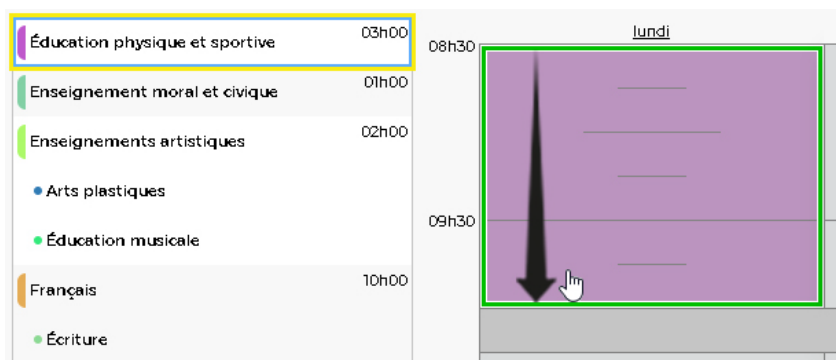 Éducation physique et sportive 03h00
Enseignement moral et civique 01h00
Enseignements artistiques 02h00
Arts plastiques
Éducation musicale
Français 10h00
Écriture
lundi
08h30
09h30